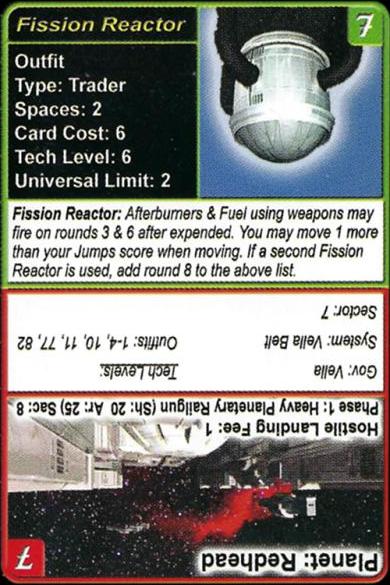 Fission Reactor
7
Outfit
Type: Trader
Spaces: 2
Card Cost: 6
Tech Level: 6
Universal Limit: 2
Fission Reactor: Afterburners & Fuel using weapons may
fire on rounds 3 & 6 after expended. You may move 1 more
than your Jumps score when moving. If a second Fission
Reactor is used, add round 8 to the above list.
Planet: Redhead
7
Hostile Landing Fee: 1
Phase 1: Heavy Planetary Railgun (Sh: 20 Ar: 25) Sac: 8
Gov: Vella
Tech Levels:
System: Vella Belt
Outfits: 1-4, 10, 11, 77, 82
Sector: 7